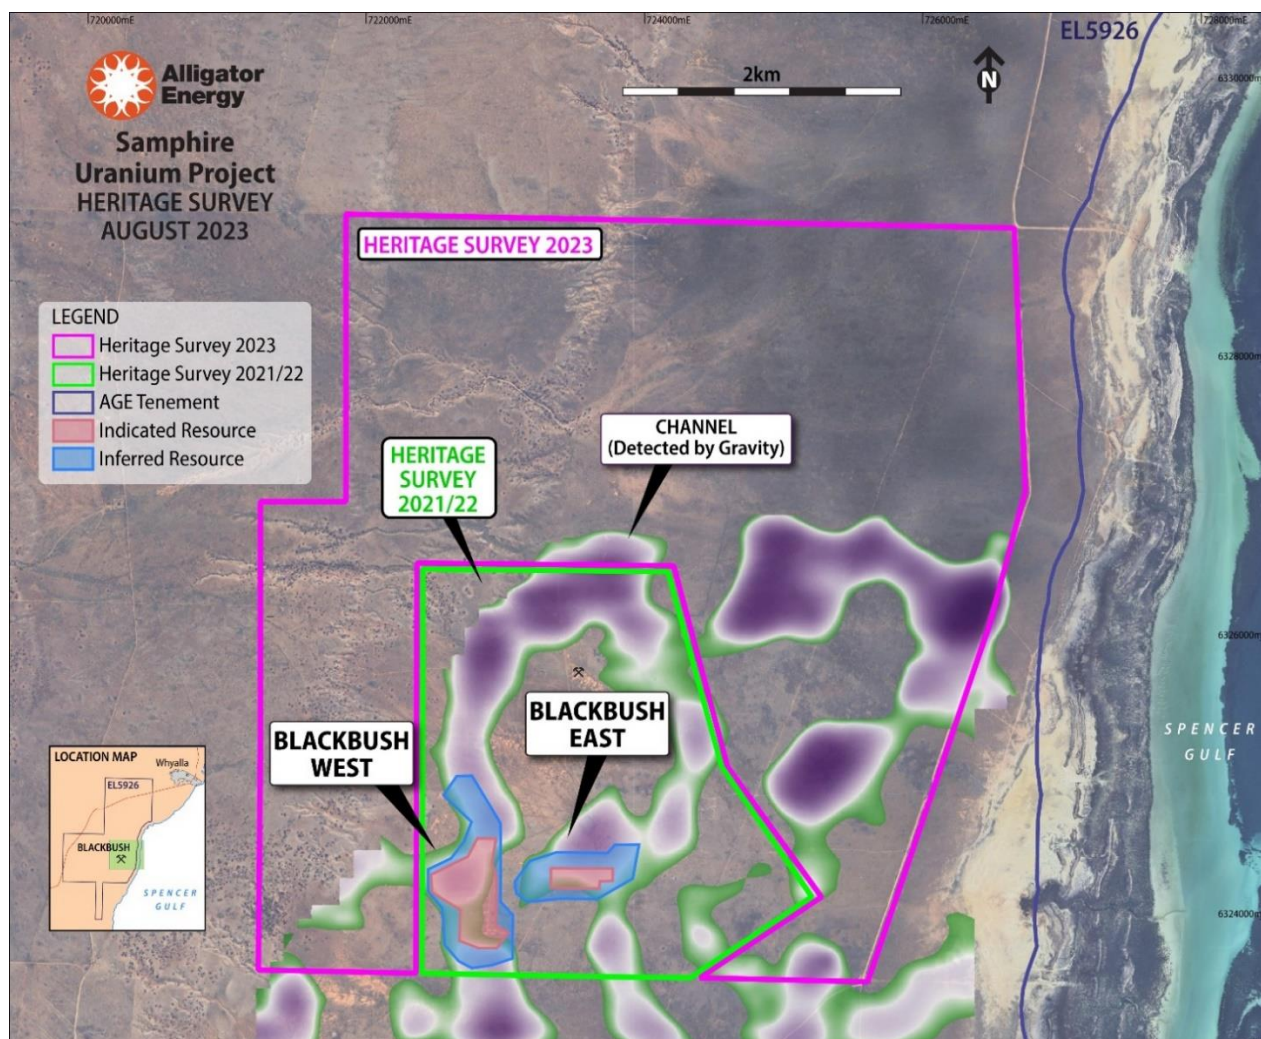 720000mE
722000mE
724000mE
726000mE
728000mE
EL5926
Alligator
Energy
2km
N
6330000m
Samphire
Uranium Project
HERITAGE SURVEY
AUGUST 2023
HERITAGE SURVEY 2023
LEGEND
Heritage Survey 2023
Heritage Survey 2021/22
AGE Tenement
Indicated Resource
Inferred Resource
6328000m
CHANNEL
(Detected by Gravity)
HERITAGE
SURVEY
2021/22
6326000m
BLACKBUSH
EAST
BLACKBUSH
WEST
SPENCER
GULF
LOCATION MAP
Whyalla
EL5926
BLACKBUSH
SPENCER
GULF
6324000m